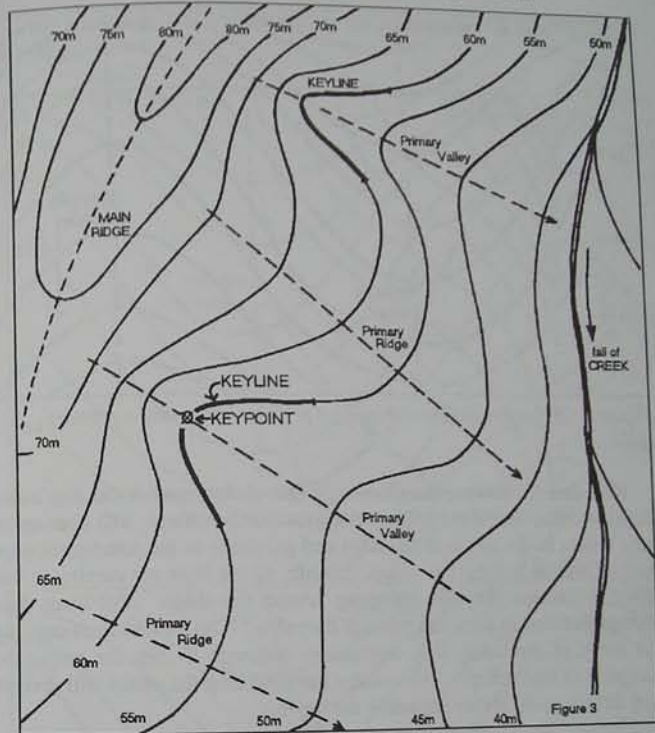 70m
75m
80m
80m
75m
70m
65m
60m
55m
50m
KEYLINE
Primary
Valley
MAIN
RIDGE
Primary
Ridge
fall of
CREEK
KEYLINE
KEYPOINT
70m
Primary
Valley
65m
Primary
Ridge
60m
55m
50m
45m
40m
Figure 3